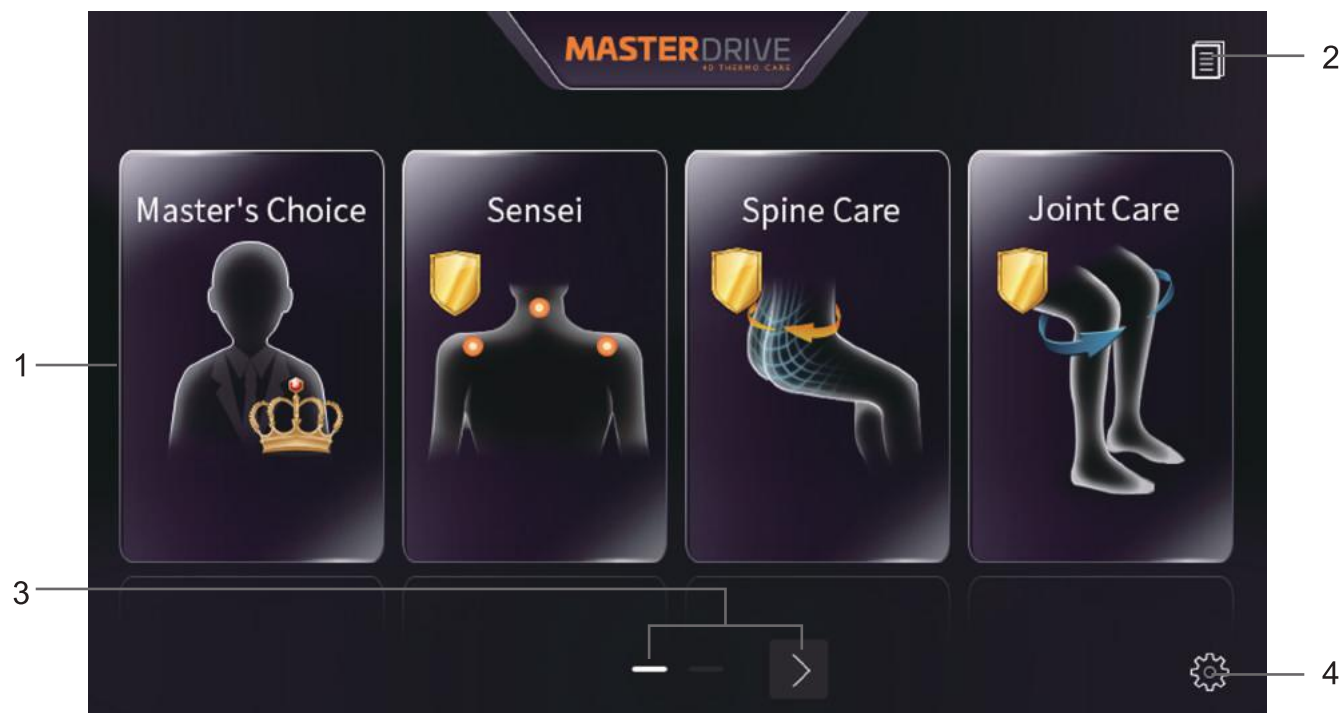 MASTERDRIVE
4D THERMO CARE
2
Master's Choice
Sensei
Spine Care
Joint Care
1
3
4